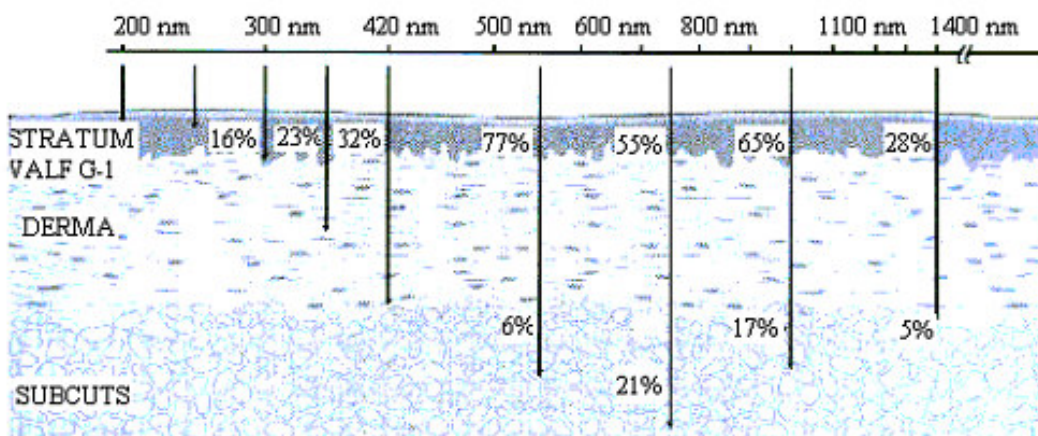 200 nm 300 nm 420 nm 500 nm 600 nm 800 nm 1100 nm 1400 nm
STRATUM 16% 23% 32% 77% 55% 65% 28%
VALF G-1
DERMA
6% 17% 5%
21%
SUBCUTS